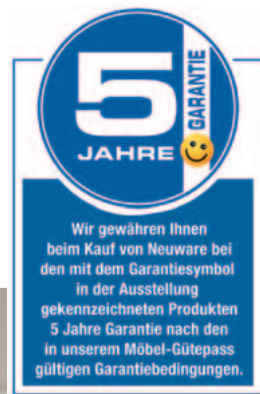 5
JAHRE
GARANTIE
Wir gewähren Ihnen
beim Kauf von Neuware bei
den mit dem Garantiesymbol
in der Ausstellung
gekennzeichneten Produkten
5 Jahre Garantie nach den
in unserem Möbel-Gütepass
gültigen Garantiebedingungen.